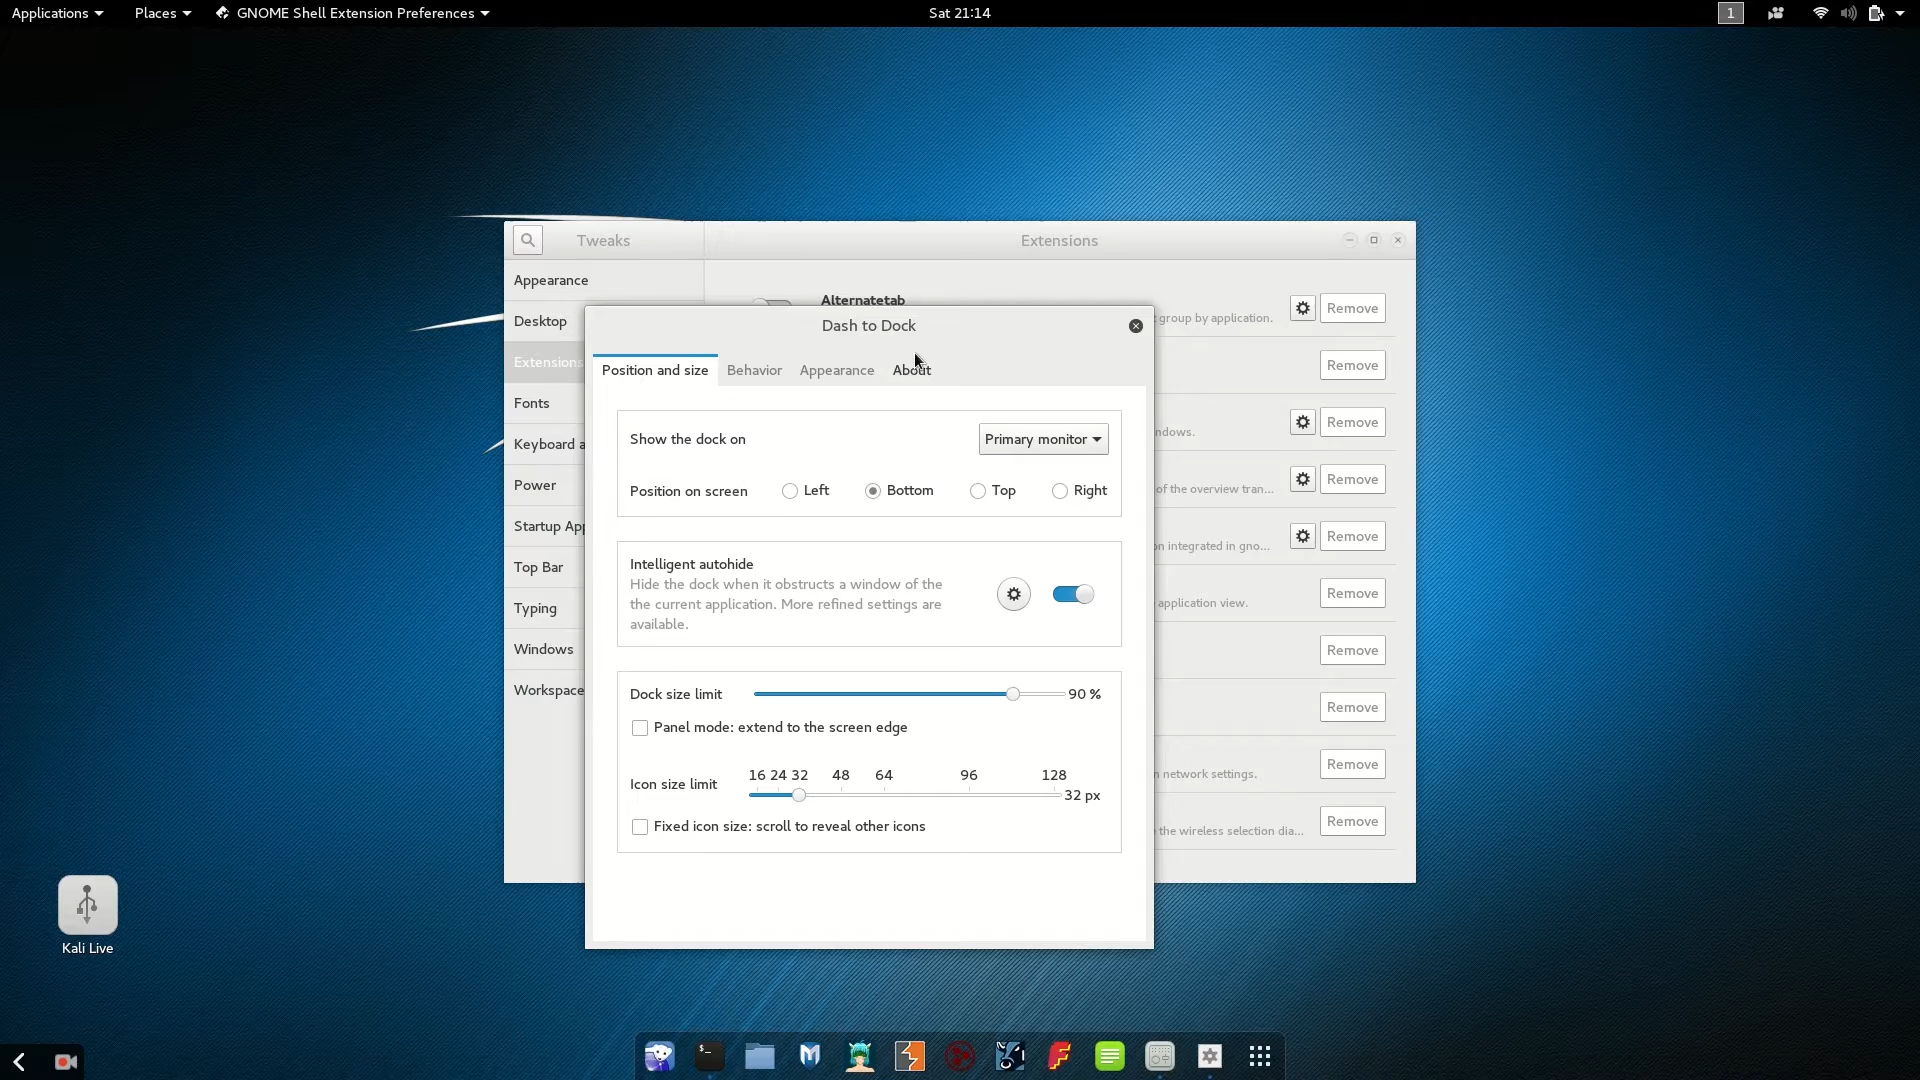 Applications
Places
GNOME Shell Extension Preferences
Sat 21:14
1
Tweaks
Extensions
Appearance
Desktop
Extensions
Fonts
Keyboard a
Power
Startup App
Top Bar
Typing
Windows
Workspace
Alternatetab
group by application.
Remove
Remove
ndows.
Remove
of the overview tran...
Remove
on integrated in gno...
Remove
application view.
Remove
Remove
Remove
n network settings.
Remove
the wireless selection dia...
Remove
Dash to Dock
Position and size
Behavior
Appearance
About
Show the dock on
Primary monitor
Position on screen
Left
Bottom
Top
Right
Intelligent autohide
Hide the dock when it obstructs a window of the
the current application. More refined settings are
available.
Dock size limit
90 %
Panel mode: extend to the screen edge
16 24 32 48 64 96 128
Icon size limit
32 px
Fixed icon size: scroll to reveal other icons
Kali Live